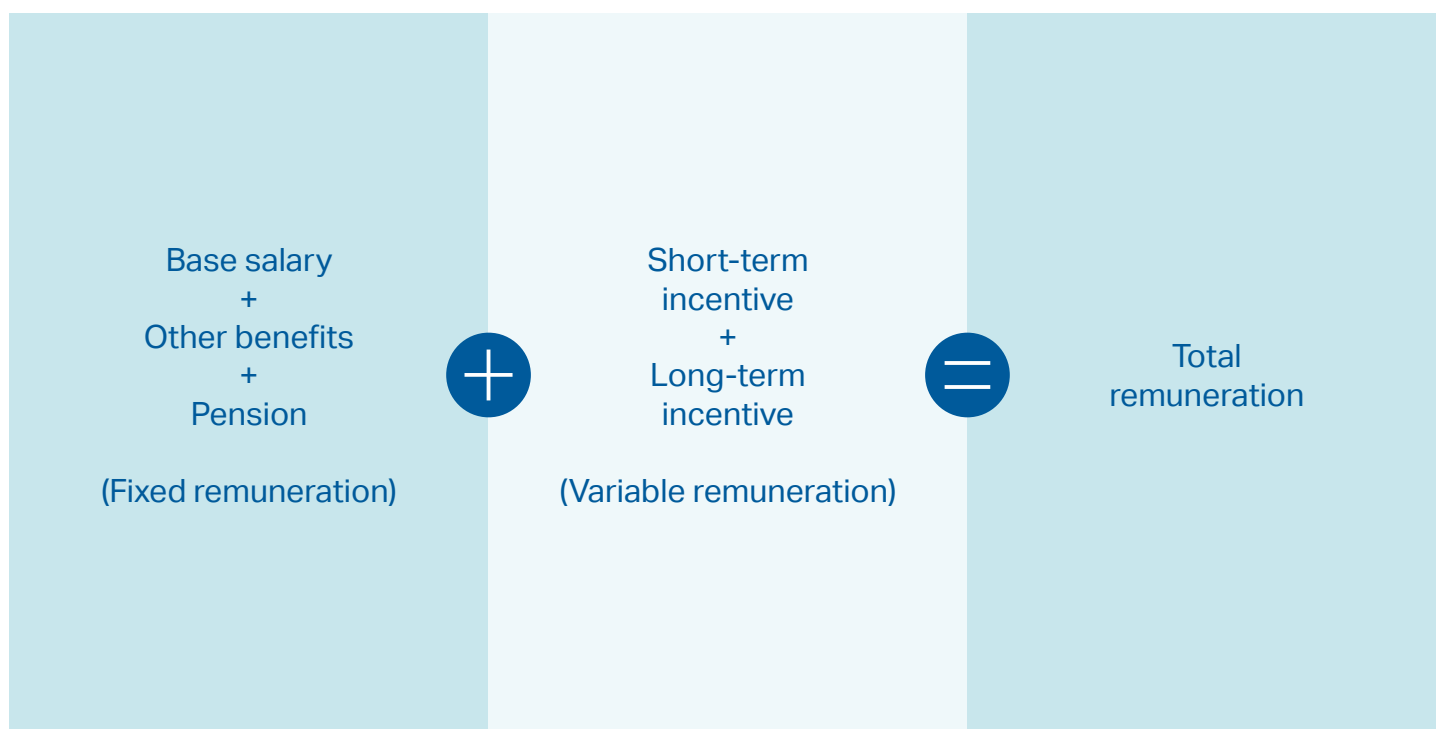 Base salary
+
Other benefits
+
Pension
(Fixed remuneration)
+
Short-term
incentive
+
Long-term
incentive
(Variable remuneration)
=
Total
remuneration